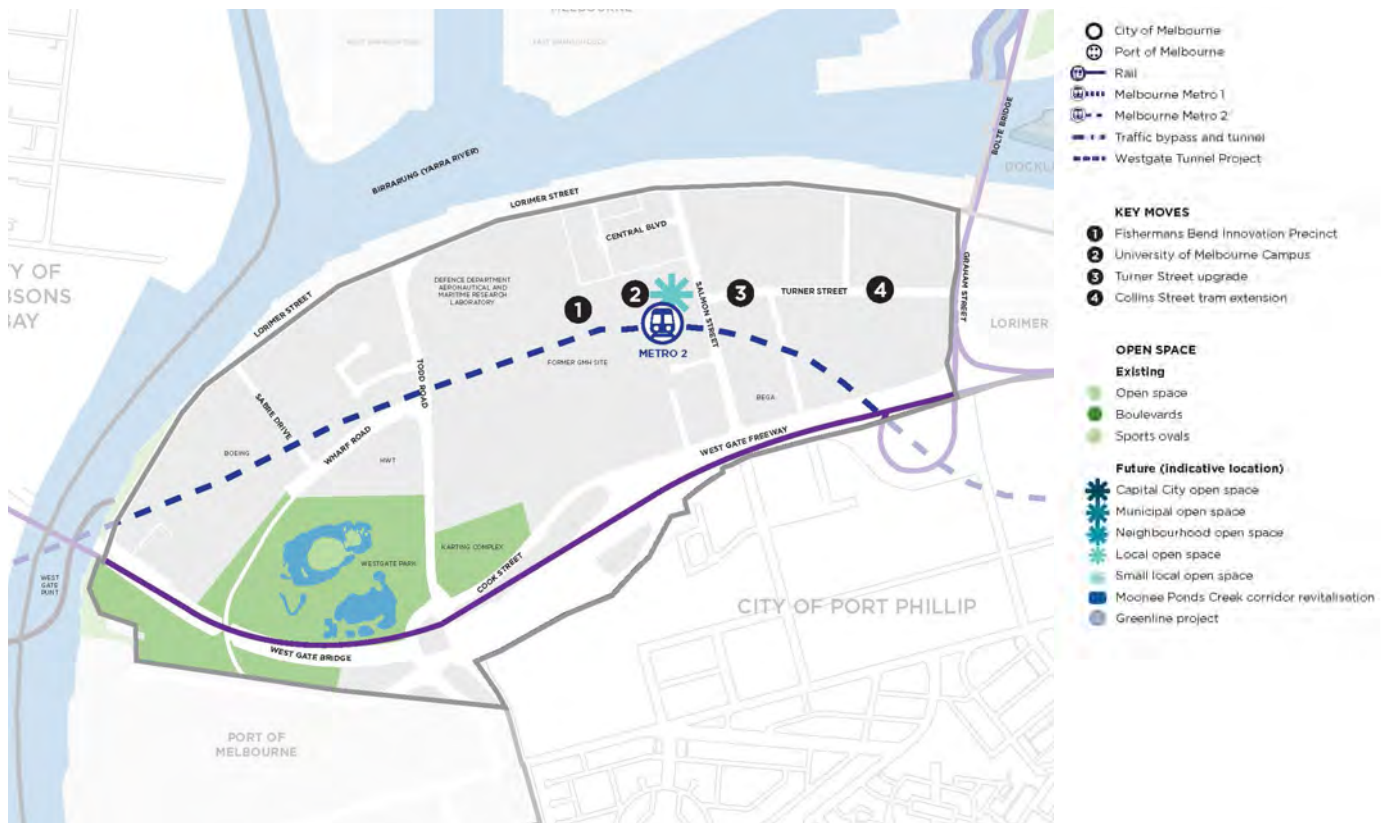 MELBOURNE
BIRRARUNG (YARRA RIVER)
BOLTE BRIDGE
LORIMER STREET
CENTRAL BLVD
DEFENCE DEPARTMENT
AERONAUTICAL AND
MARITIME RESEARCH
LABORATORY
LORIMER STREET
1
2
3
TURNER STREET
4
SALMON STREET
GRAHAM STREET
LORIMER
METRO 2
FORMER GMH SITE
TODD ROAD
SABRE DRIVE
WHARF ROAD
BOEING
HWT
BEGA
WEST GATE FREEWAY
KARTING COMPLEX
WESTGATE PARK
COOK STREET
WEST GATE BRIDGE
WEST
GATE
PUNT
CITY OF PORT PHILLIP
PORT OF
MELBOURNE
City of Melbourne
Port of Melbourne
Rail
Melbourne Metro 1
Melbourne Metro 2
Traffic bypass and tunnel
Westgate Tunnel Project
KEY MOVES
1 Fishermans Bend Innovation Precinct
2 University of Melbourne Campus
3 Turner Street upgrade
4 Collins Street tram extension
OPEN SPACE
Existing
Open space
Boulevards
Sports ovals
Future (indicative location)
Capital City open space
Municipal open space
Neighbourhood open space
Local open space
Small local open space
Moonee Ponds Creek corridor revitalisation
Greenline project